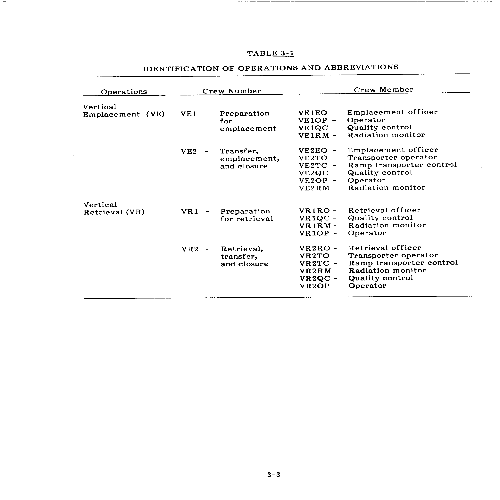 TABLE 3-2
IDENTIFICATION OF OPERATIONS AND ABBREVIATIONS
Operations Crew Number Crew Member
Vertical
Emplacement (VE) VE1 - Preparation VE1EO - Emplacement officer
for VE1OP - Operator
emplacement VE1QC - Quality control
VE1RM - Radiation monitor
VE2 - Transfer, VE2EO - Emplacement officer
emplacement, VE2TO - Transporter operator
and closure VE2TC - Ramp transporter control
VE2QC - Quality control
VE2OP - Operator
VE2RM - Radiation monitor
Vertical
Retrieval (VR) VR1 - Preparation VR1RO - Retrieval officer
for retrieval VR1QC - Quality control
VR1RM - Radiation monitor
VR1OP - Operator
VR2 - Retrieval, VR2RO - Retrieval officer
transfer, VR2TO - Transporter operator
and closure VR2TC - Ramp transporter control
VR2RM - Radiation monitor
VR2QC - Quality control
VR2OP - Operator
3-3